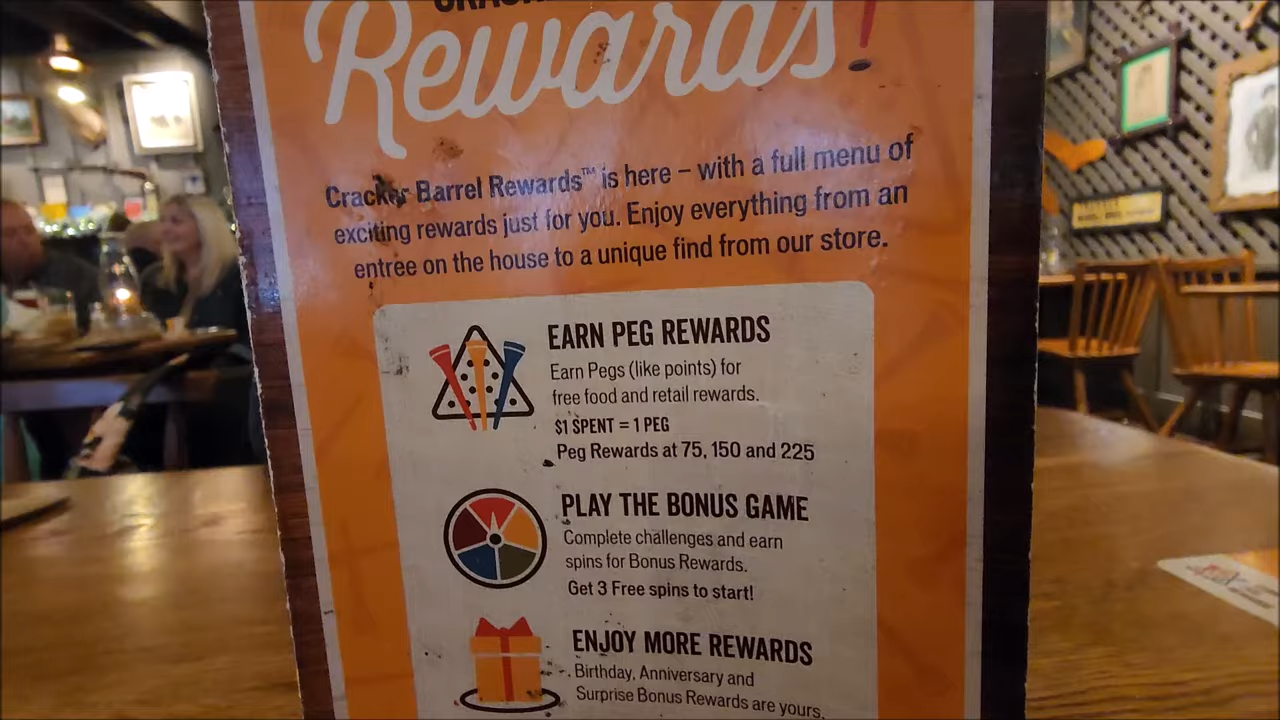 Rewards!
Cracker Barrel Rewards™ is here – with a full menu of
exciting rewards just for you. Enjoy everything from an
entree on the house to a unique find from our store.
EARN PEG REWARDS
Earn Pegs (like points) for
free food and retail rewards.
$1 SPENT = 1 PEG
Peg Rewards at 75, 150 and 225
PLAY THE BONUS GAME
Complete challenges and earn
spins for Bonus Rewards.
Get 3 Free spins to start!
ENJOY MORE REWARDS
Birthday, Anniversary and
Surprise Bonus Rewards are yours.